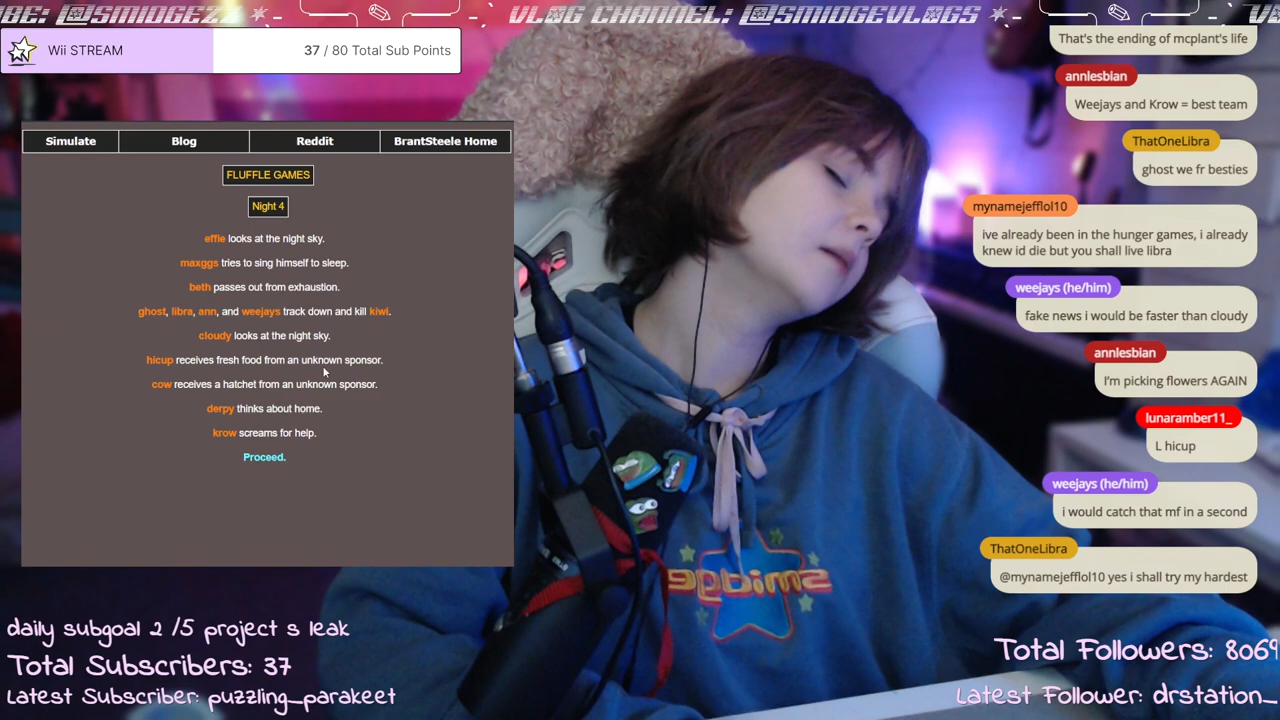 BE: @SMIDGEZZ
VLOG CHANNEL: @SMIDGEVLOGS
Wii STREAM
37 / 80 Total Sub Points
Simulate
Blog
Reddit
BrantSteele Home
FLUFFLE GAMES
Night 4
effie looks at the night sky.
maxggs tries to sing himself to sleep.
beth passes out from exhaustion.
ghost, libra, ann, and weejays track down and kill kiwi.
cloudy looks at the night sky.
hicup receives fresh food from an unknown sponsor.
cow receives a hatchet from an unknown sponsor.
derpy thinks about home.
krow screams for help.
Proceed.
That's the ending of mcplant's life
annlesbian
Weejays and Krow = best team
ThatOneLibra
ghost we fr besties
mynamejefflol10
ive already been in the hunger games, i already
knew id die but you shall live libra
weejays (he/him)
fake news i would be faster than cloudy
annlesbian
I'm picking flowers AGAIN
lunaramber11_
L hicup
weejays (he/him)
i would catch that mf in a second
ThatOneLibra
@mynamejefflol10 yes i shall try my hardest
smidge
daily subgoal 2 /5 project s leak
Total Subscribers: 37
Latest Subscriber: puzzling_parakeet
Total Followers: 8069
Latest Follower: drstation_